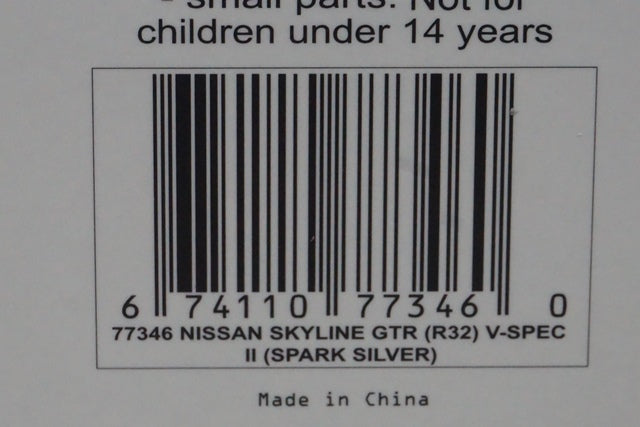 - small parts. Not for
children under 14 years
6 74110 77346 0
77346 NISSAN SKYLINE GTR (R32) V-SPEC
II (SPARK SILVER)
Made in China